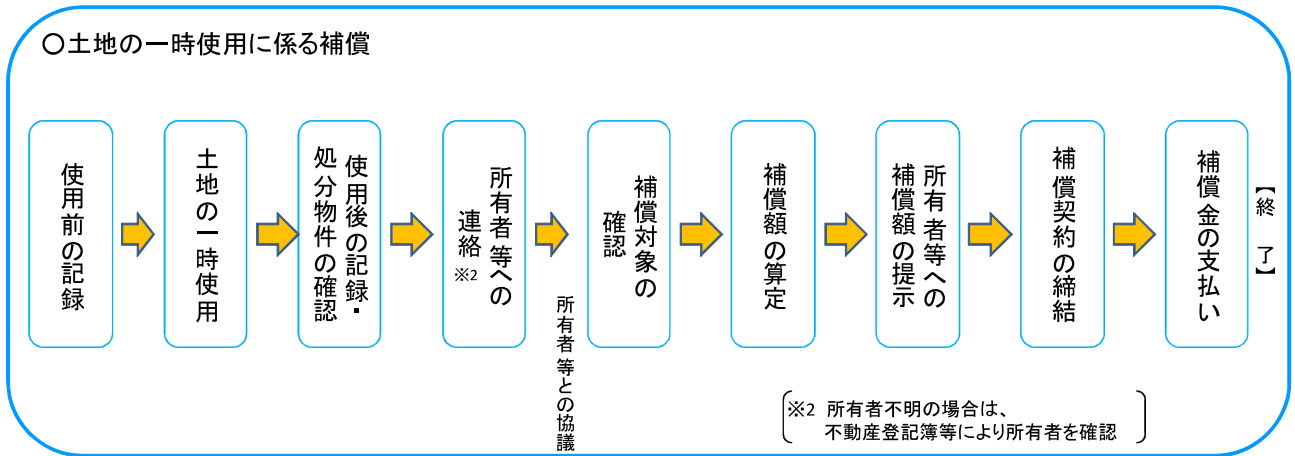 〇土地の一時使用に係る補償
使用前の記録
土地の一時使用
使用後の記録・
処分物件の確認
所有者等への
連絡※2
所有者等との協議
補償対象の
確認
補償額の算定
所有者等への
補償額の提示
補償契約の締結
補償金の支払い
【終了】
※2 所有者不明の場合は、
不動産登記簿等により所有者を確認